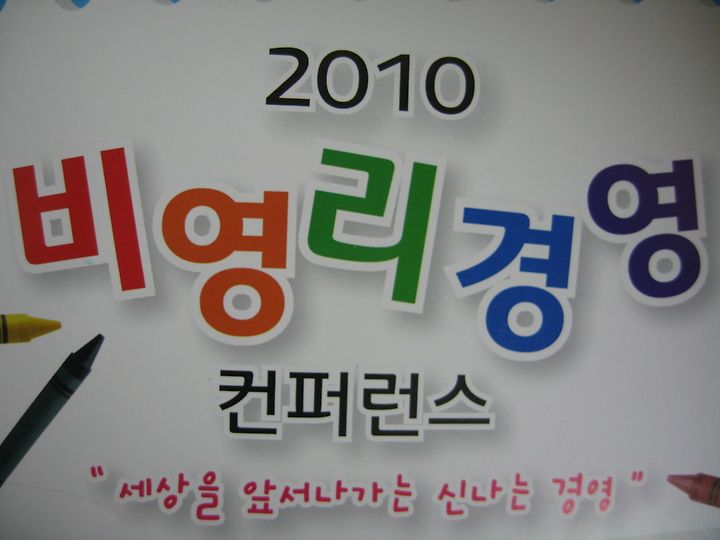 2010
비영리경영
컨퍼런스
" 세상을 앞서나가는 신나는 경영 "